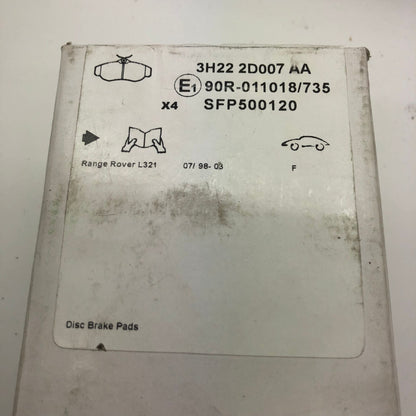 3H22 2D007 AA
E1 90R-011018/735
X4 SFP500120
Range Rover L321 07/ 98- 03 F
Disc Brake Pads